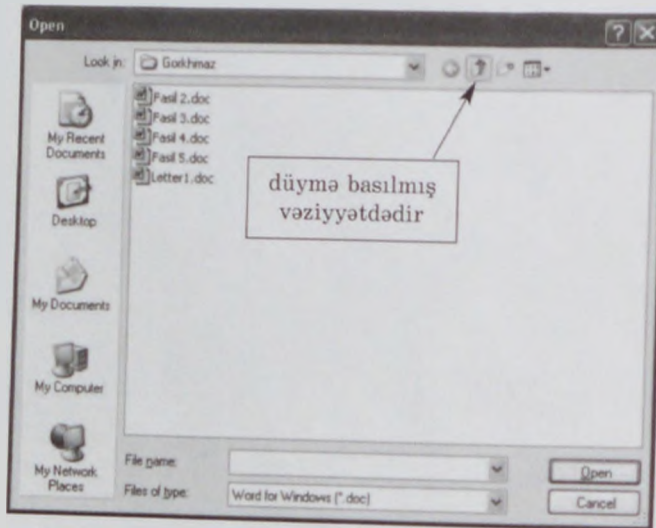 Open
Look in:
Gorkhmaz
Fasil 2.doc
Fasil 3.doc
Fasil 4.doc
Fasil 5.doc
Letter1.doc
My Recent
Documents
Desktop
My Documents
My Computer
My Network
Places
düymə basılmış
vəziyyətdədir
File name:
Open
Files of type:
Word for Windows (*.doc)
Cancel